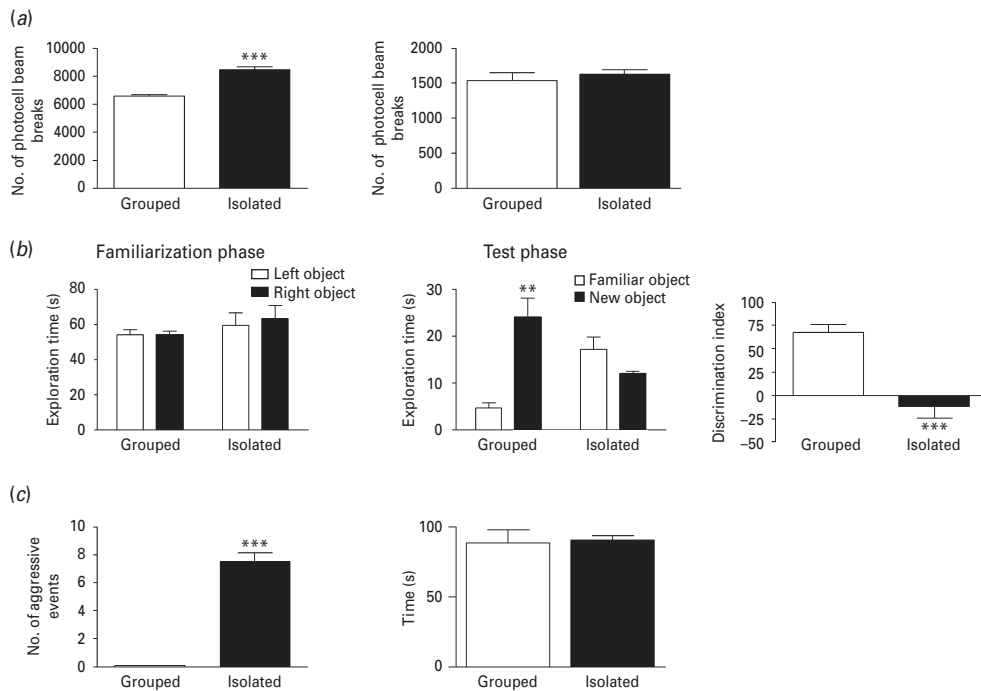 (a)
No. of photocell beam
breaks
10000
8000
6000
4000
2000
0
***
Grouped Isolated
No. of photocell beam
breaks
2000
1500
1000
500
0
Grouped Isolated
(b)
Familiarization phase
Left object
Right object
Exploration time (s)
80
60
40
20
0
Grouped Isolated
Test phase
Familiar object
New object
Exploration time (s)
30
20
10
0
**
Grouped Isolated
Discrimination index
100
75
50
25
0
−25
−50
Grouped Isolated
***
(c)
No. of aggressive
events
10
8
6
4
2
0
***
Grouped Isolated
Time (s)
100
50
0
Grouped Isolated